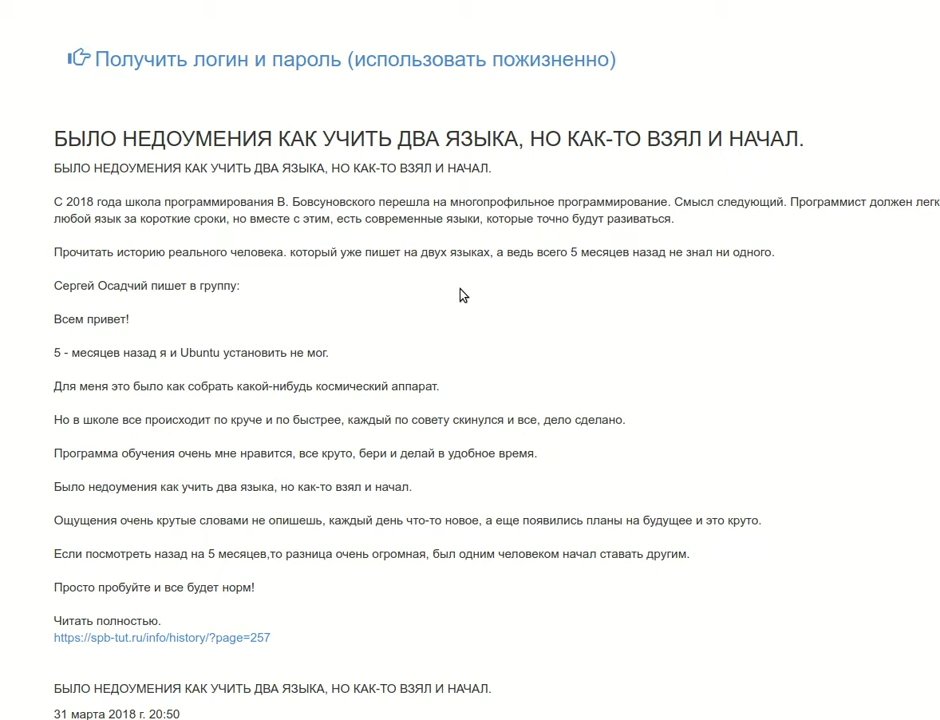 Получить логин и пароль (использовать пожизненно)
БЫЛО НЕДОУМЕНИЯ КАК УЧИТЬ ДВА ЯЗЫКА, НО КАК-ТО ВЗЯЛ И НАЧАЛ.
БЫЛО НЕДОУМЕНИЯ КАК УЧИТЬ ДВА ЯЗЫКА, НО КАК-ТО ВЗЯЛ И НАЧАЛ.
С 2018 года школа программирования В. Бовсуновского перешла на многопрофильное программирование. Смысл следующий. Программист должен легк
любой язык за короткие сроки, но вместе с этим, есть современные языки, которые точно будут разиваться.
Прочитать историю реального человека. который уже пишет на двух языках, а ведь всего 5 месяцев назад не знал ни одного.
Сергей Осадчий пишет в группу:
Всем привет!
5 - месяцев назад я и Ubuntu установить не мог.
Для меня это было как собрать какой-нибудь космический аппарат.
Но в школе все происходит по круче и по быстрее, каждый по совету скинулся и все, дело сделано.
Программа обучения очень мне нравится, все круто, бери и делай в удобное время.
Было недоумения как учить два языка, но как-то взял и начал.
Ощущения очень крутые словами не опишешь, каждый день что-то новое, а еще появились планы на будущее и это круто.
Если посмотреть назад на 5 месяцев,то разница очень огромная, был одним человеком начал ставать другим.
Просто пробуйте и все будет норм!
Читать полностью.
https://spb-tut.ru/info/history/?page=257
БЫЛО НЕДОУМЕНИЯ КАК УЧИТЬ ДВА ЯЗЫКА, НО КАК-ТО ВЗЯЛ И НАЧАЛ.
31 марта 2018 г. 20:50